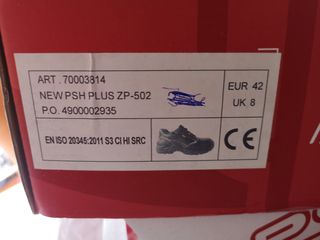 ART. 70003814
NEW PSH PLUS ZP-502
P.O. 4900002935
EUR 42
UK 8
EN ISO 20345:2011 S3 CI HI SRC
CE